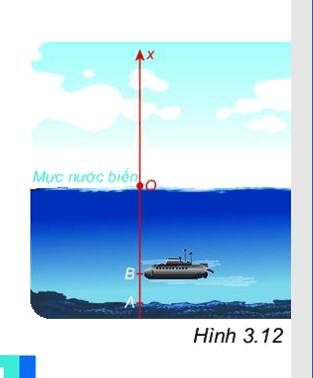 x
Mực nước biển
O
B
A
Hình 3.12